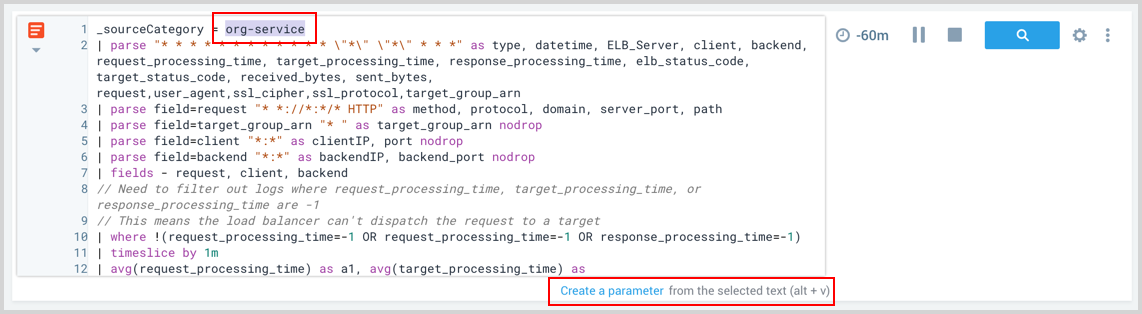 1 _sourceCategory = org-service
2 | parse "* * * * * * * * * * * * \"*\" \"*\" * * *" as type, datetime, ELB_Server, client, backend,
request_processing_time, target_processing_time, response_processing_time, elb_status_code,
target_status_code, received_bytes, sent_bytes,
request,user_agent,ssl_cipher,ssl_protocol,target_group_arn
3 | parse field=request "* *://*:*/* HTTP" as method, protocol, domain, server_port, path
4 | parse field=target_group_arn "* " as target_group_arn nodrop
5 | parse field=client "*:*" as clientIP, port nodrop
6 | parse field=backend "*:*" as backendIP, backend_port nodrop
7 | fields - request, client, backend
8 // Need to filter out logs where request_processing_time, target_processing_time, or
response_processing_time are -1
9 // This means the load balancer can't dispatch the request to a target
10 | where !(request_processing_time=-1 OR request_processing_time=-1 OR response_processing_time=-1)
11 | timeslice by 1m
12 | avg(request_processing_time) as a1, avg(target_processing_time) as
-60m
Create a parameter from the selected text (alt + v)